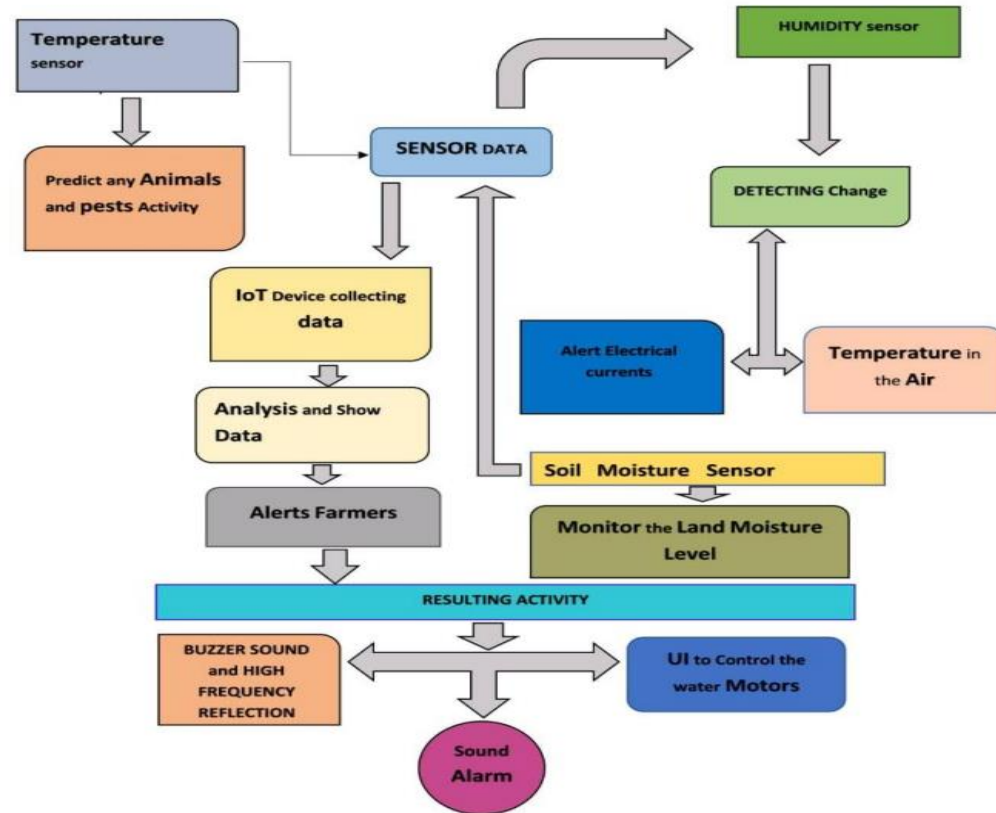 Temperature
sensor
HUMIDITY sensor
SENSOR DATA
Predict any Animals
and pests Activity
DETECTING Change
IoT Device collecting
data
Alert Electrical
currents
Temperature in
the Air
Analysis and Show
Data
Soil Moisture Sensor
Alerts Farmers
Monitor the Land Moisture
Level
RESULTING ACTIVITY
BUZZER SOUND
and HIGH
FREQUENCY
REFLECTION
UI to Control the
water Motors
Sound
Alarm